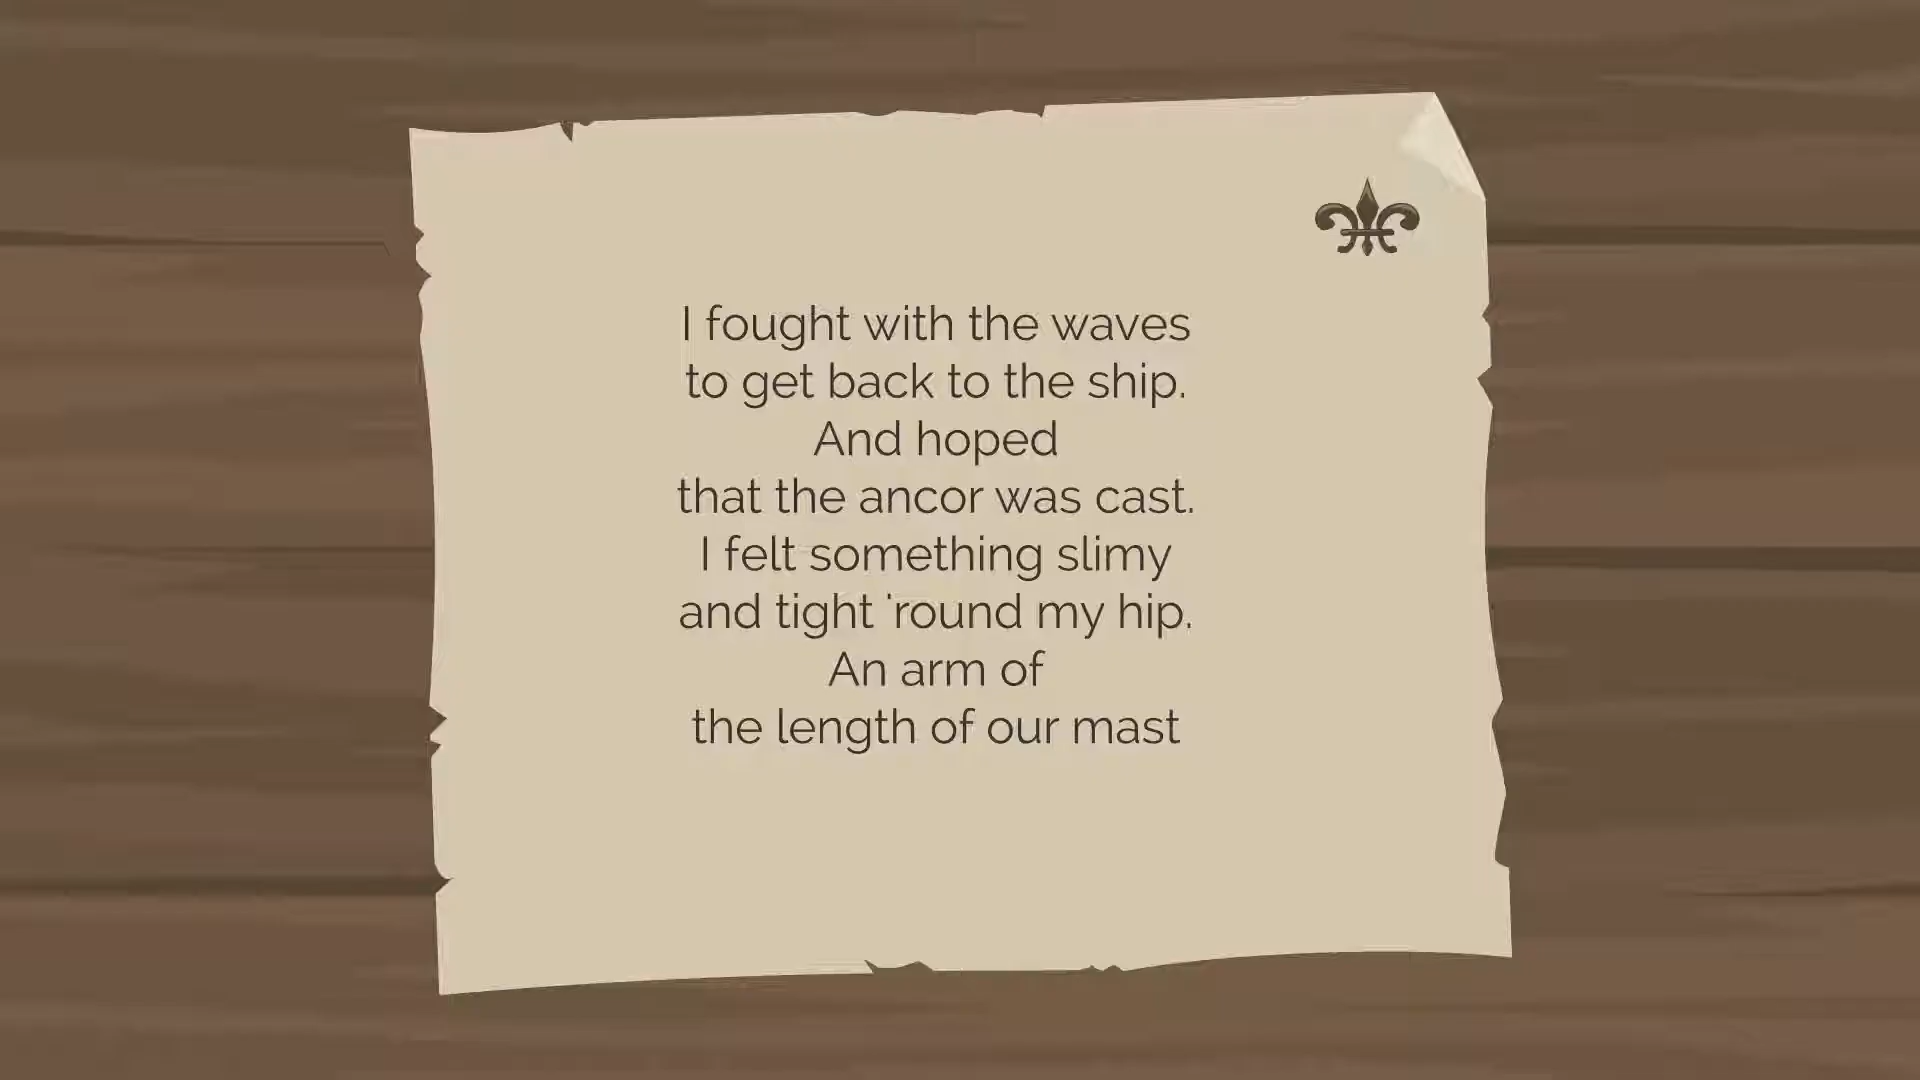 I fought with the waves
to get back to the ship.
And hoped
that the ancor was cast.
I felt something slimy
and tight 'round my hip.
An arm of
the length of our mast